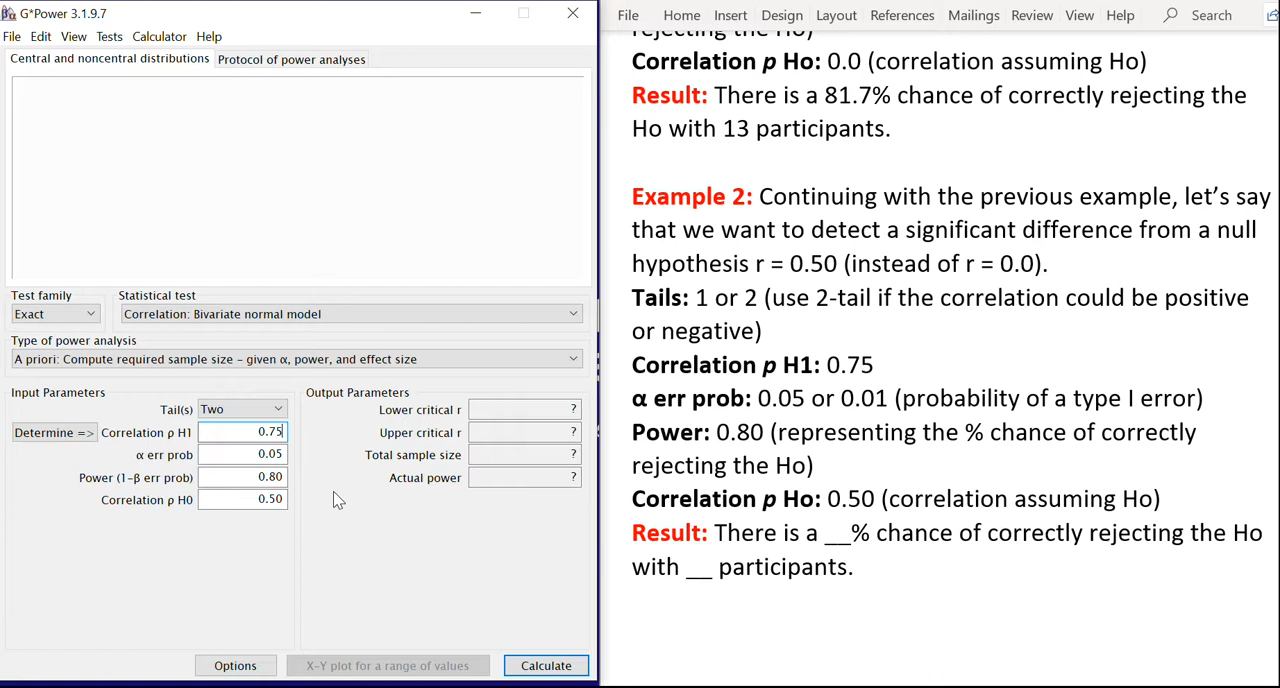 G*Power 3.1.9.7
File Edit View Tests Calculator Help
Central and noncentral distributions Protocol of power analyses
Test family Statistical test
Exact Correlation: Bivariate normal model
Type of power analysis
A priori: Compute required sample size – given α, power, and effect size
Input Parameters
Tail(s) Two
Determine => Correlation ρ H1 0.75
α err prob 0.05
Power (1-β err prob) 0.80
Correlation ρ H0 0.50
Output Parameters
Lower critical r ?
Upper critical r ?
Total sample size ?
Actual power ?
Options X-Y plot for a range of values Calculate
File Home Insert Design Layout References Mailings Review View Help Search
rejecting the Ho)
Correlation p Ho: 0.0 (correlation assuming Ho)
Result: There is a 81.7% chance of correctly rejecting the
Ho with 13 participants.
Example 2: Continuing with the previous example, let’s say
that we want to detect a significant difference from a null
hypothesis r = 0.50 (instead of r = 0.0).
Tails: 1 or 2 (use 2-tail if the correlation could be positive
or negative)
Correlation p H1: 0.75
α err prob: 0.05 or 0.01 (probability of a type I error)
Power: 0.80 (representing the % chance of correctly
rejecting the Ho)
Correlation p Ho: 0.50 (correlation assuming Ho)
Result: There is a __% chance of correctly rejecting the Ho
with __ participants.